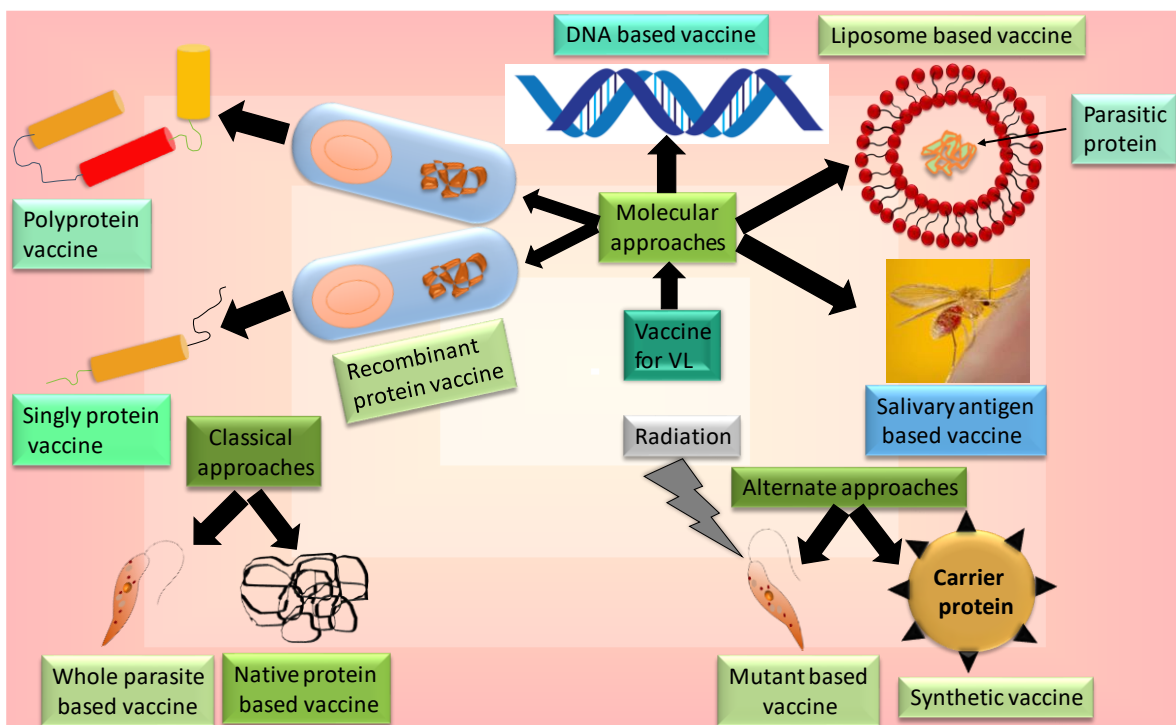 DNA based vaccine
Liposome based vaccine
Parasitic
protein
Polyprotein
vaccine
Molecular
approaches
Vaccine
for VL
Recombinant
protein vaccine
Singly protein
vaccine
Salivary antigen
based vaccine
Classical
approaches
Radiation
Alternate approaches
Carrier
protein
Whole parasite
based vaccine
Native protein
based vaccine
Mutant based
vaccine
Synthetic vaccine